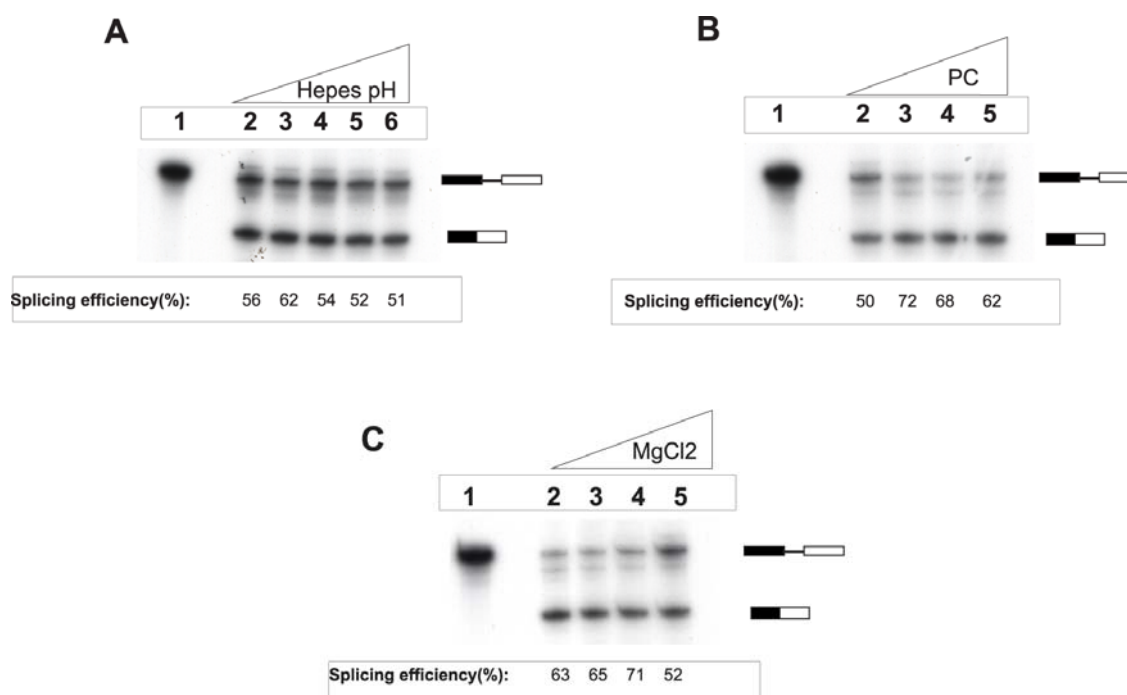 A
Hepes pH
1 2 3 4 5 6
Splicing efficiency(%): 56 62 54 52 51
B
PC
1 2 3 4 5
Splicing efficiency(%): 50 72 68 62
C
MgCl2
1 2 3 4 5
Splicing efficiency(%): 63 65 71 52